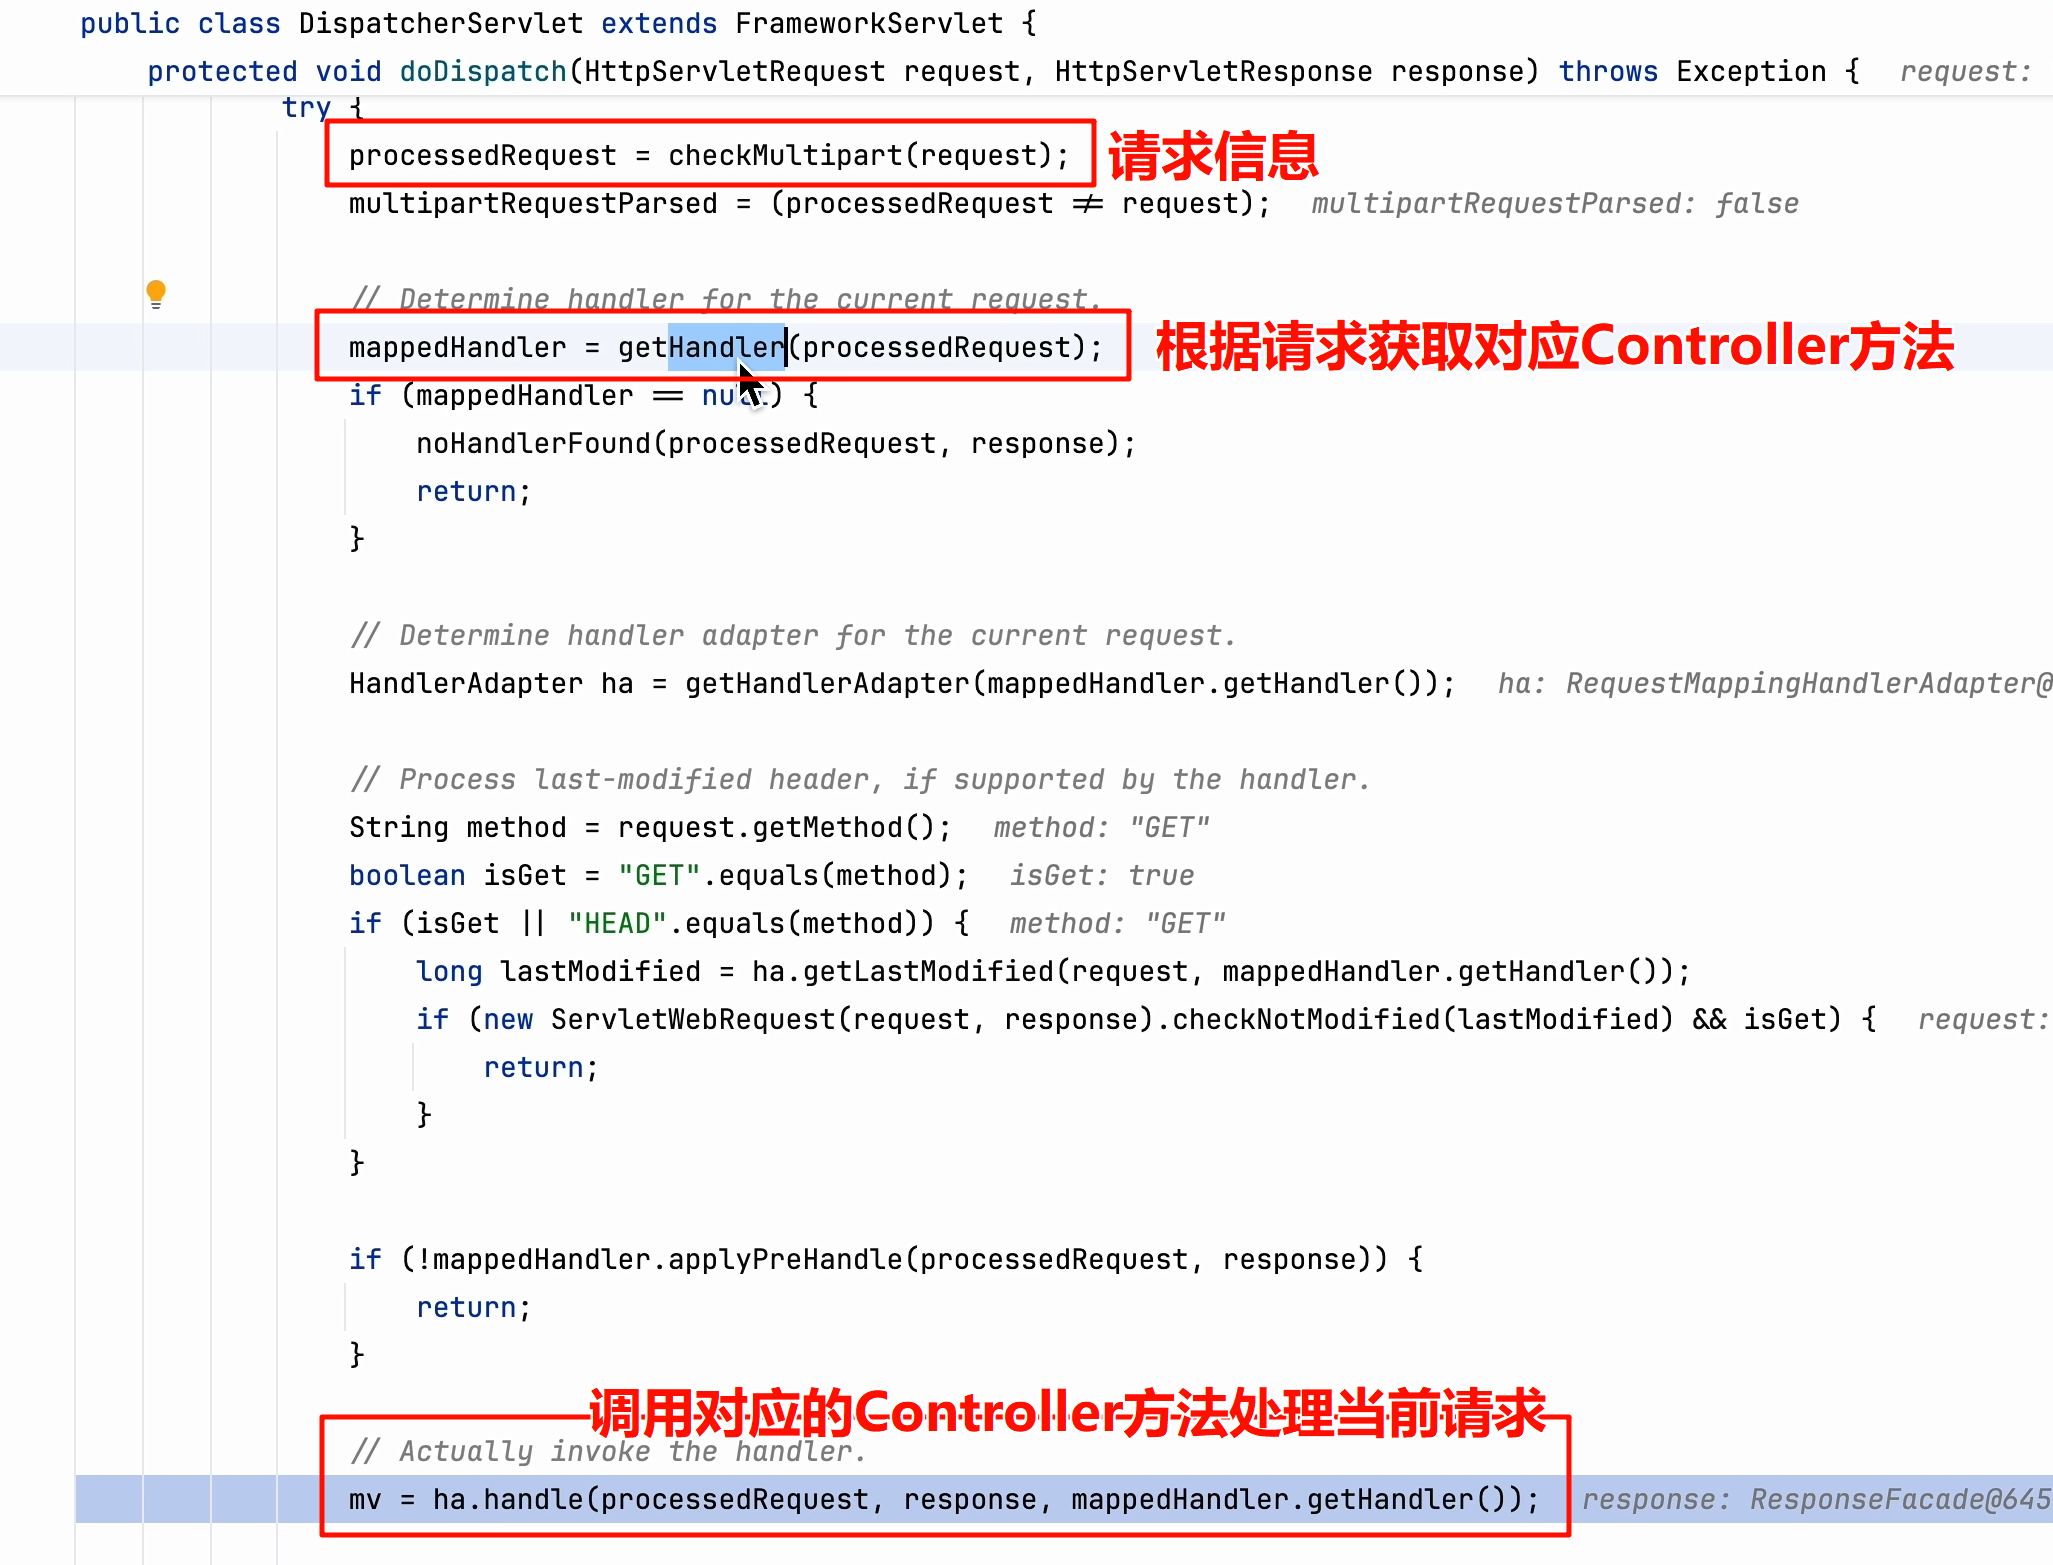 public class DispatcherServlet extends FrameworkServlet {
protected void doDispatch(HttpServletRequest request, HttpServletResponse response) throws Exception {   request:
try {
processedRequest = checkMultipart(request);   请求信息
multipartRequestParsed = (processedRequest != request);   multipartRequestParsed: false
// Determine handler for the current request.
mappedHandler = getHandler(processedRequest);   根据请求获取对应Controller方法
if (mappedHandler == null) {
noHandlerFound(processedRequest, response);
return;
}
// Determine handler adapter for the current request.
HandlerAdapter ha = getHandlerAdapter(mappedHandler.getHandler());   ha: RequestMappingHandlerAdapter@
// Process last-modified header, if supported by the handler.
String method = request.getMethod();   method: "GET"
boolean isGet = "GET".equals(method);   isGet: true
if (isGet || "HEAD".equals(method)) {   method: "GET"
long lastModified = ha.getLastModified(request, mappedHandler.getHandler());
if (new ServletWebRequest(request, response).checkNotModified(lastModified) && isGet) {   request:
return;
}
}
if (!mappedHandler.applyPreHandle(processedRequest, response)) {
return;
}
调用对应的Controller方法处理当前请求
// Actually invoke the handler.
mv = ha.handle(processedRequest, response, mappedHandler.getHandler());   response: ResponseFacade@645